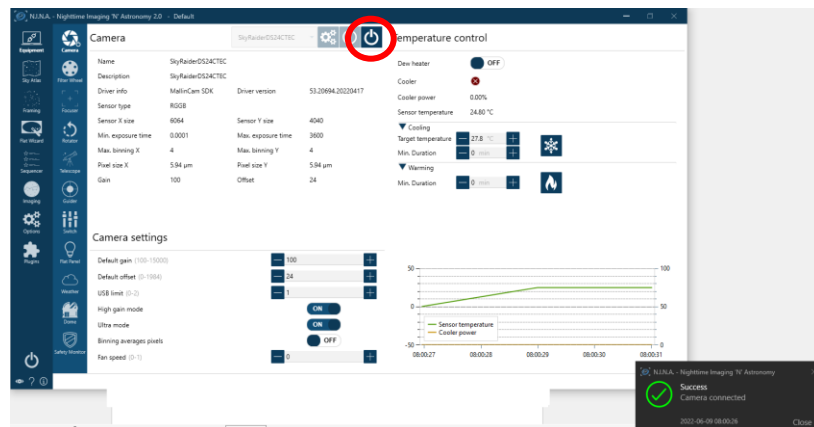 N.I.N.A. - Nighttime Imaging 'N' Astronomy 2.0 - Default
Equipment
Sky Atlas
Framing
Flat Wizard
Sequencer
Imaging
Options
Plugins
Camera
Filter Wheel
Focuser
Rotator
Telescope
Guider
Switch
Flat Panel
Weather
Dome
Safety Monitor
Camera
SkyRaiderDS24CTEC
Name SkyRaiderDS24CTEC
Description SkyRaiderDS24CTEC
Driver info MallinCam SDK Driver version 53.20694.20220417
Sensor type RGGB
Sensor X size 6064 Sensor Y size 4040
Min. exposure time 0.0001 Max. exposure time 3600
Max. binning X 4 Max. binning Y 4
Pixel size X 5.94 µm Pixel size Y 5.94 µm
Gain 100 Offset 24
Camera settings
Default gain (100-15000) 100
Default offset (0-1984) 24
USB limit (0-2) 1
High gain mode ON
Ultra mode ON
Binning averages pixels OFF
Fan speed (0-1) 0
Temperature control
Dew heater OFF
Cooler
Cooler power 0.00%
Sensor temperature 24.80 °C
Cooling
Target temperature 27.8 °C
Min. Duration 0 min
Warming
Min. Duration 0 min
50 100
0 50
-50 0
Sensor temperature
Cooler power
08:00:27 08:00:28 08:00:29 08:00:30 08:00:31
N.I.N.A. - Nighttime Imaging 'N' Astronomy
Success
Camera connected
2022-06-09 08:00:26 Close